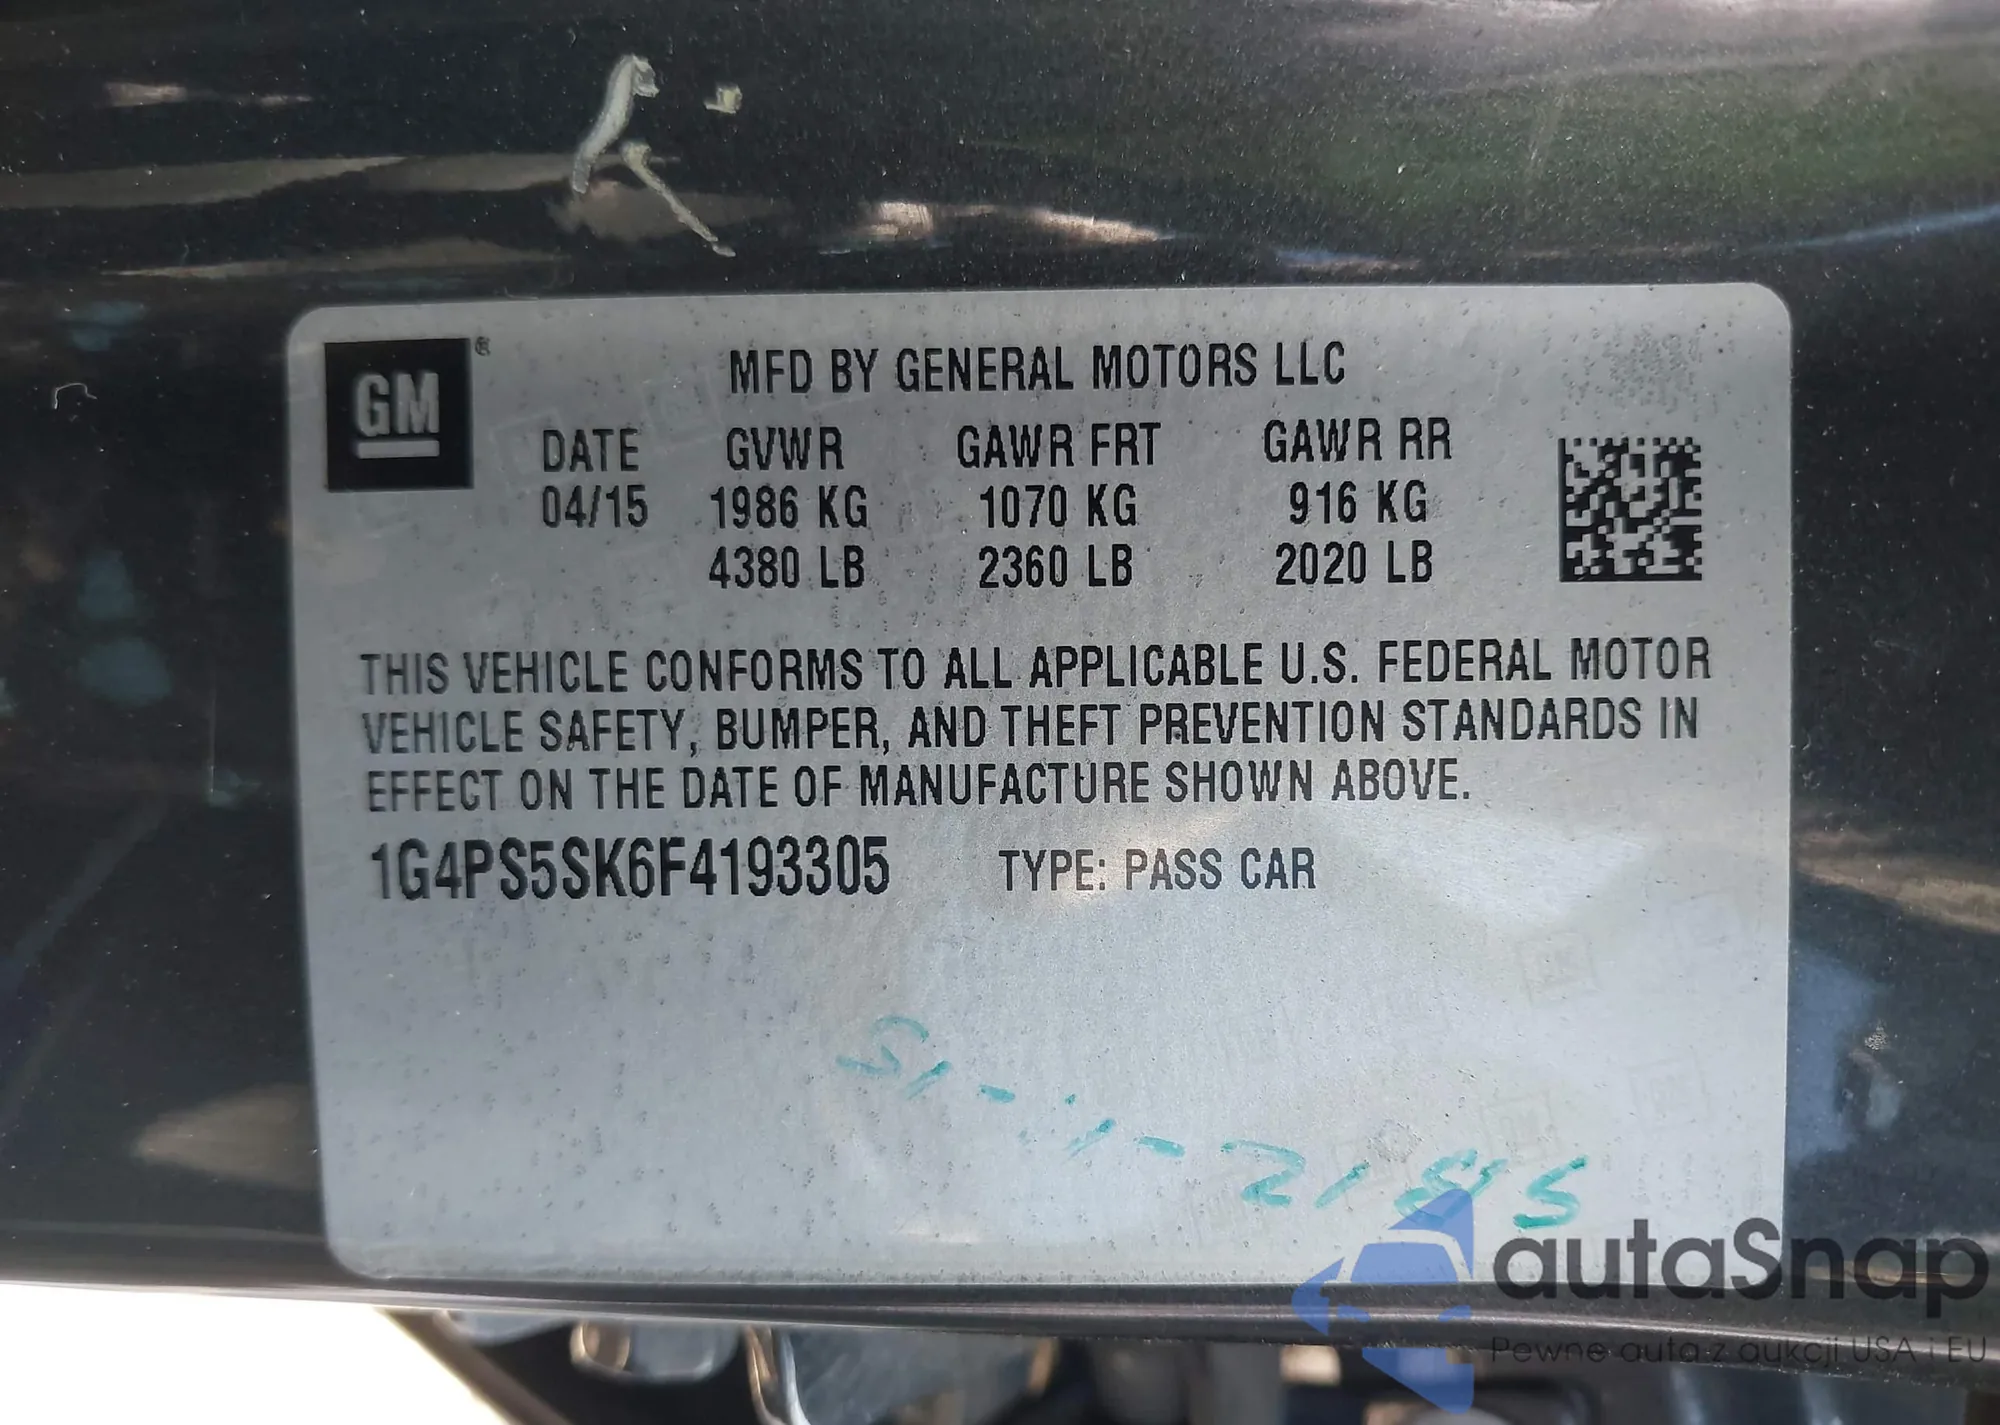 GM ®
MFD BY GENERAL MOTORS LLC
DATE GVWR GAWR FRT GAWR RR
04/15 1986 KG 1070 KG 916 KG
4380 LB 2360 LB 2020 LB
THIS VEHICLE CONFORMS TO ALL APPLICABLE U.S. FEDERAL MOTOR
VEHICLE SAFETY, BUMPER, AND THEFT PREVENTION STANDARDS IN
EFFECT ON THE DATE OF MANUFACTURE SHOWN ABOVE.
1G4PS5SK6F4193305 TYPE: PASS CAR
autaSnap
Pewne auta z aukcji USA i EU